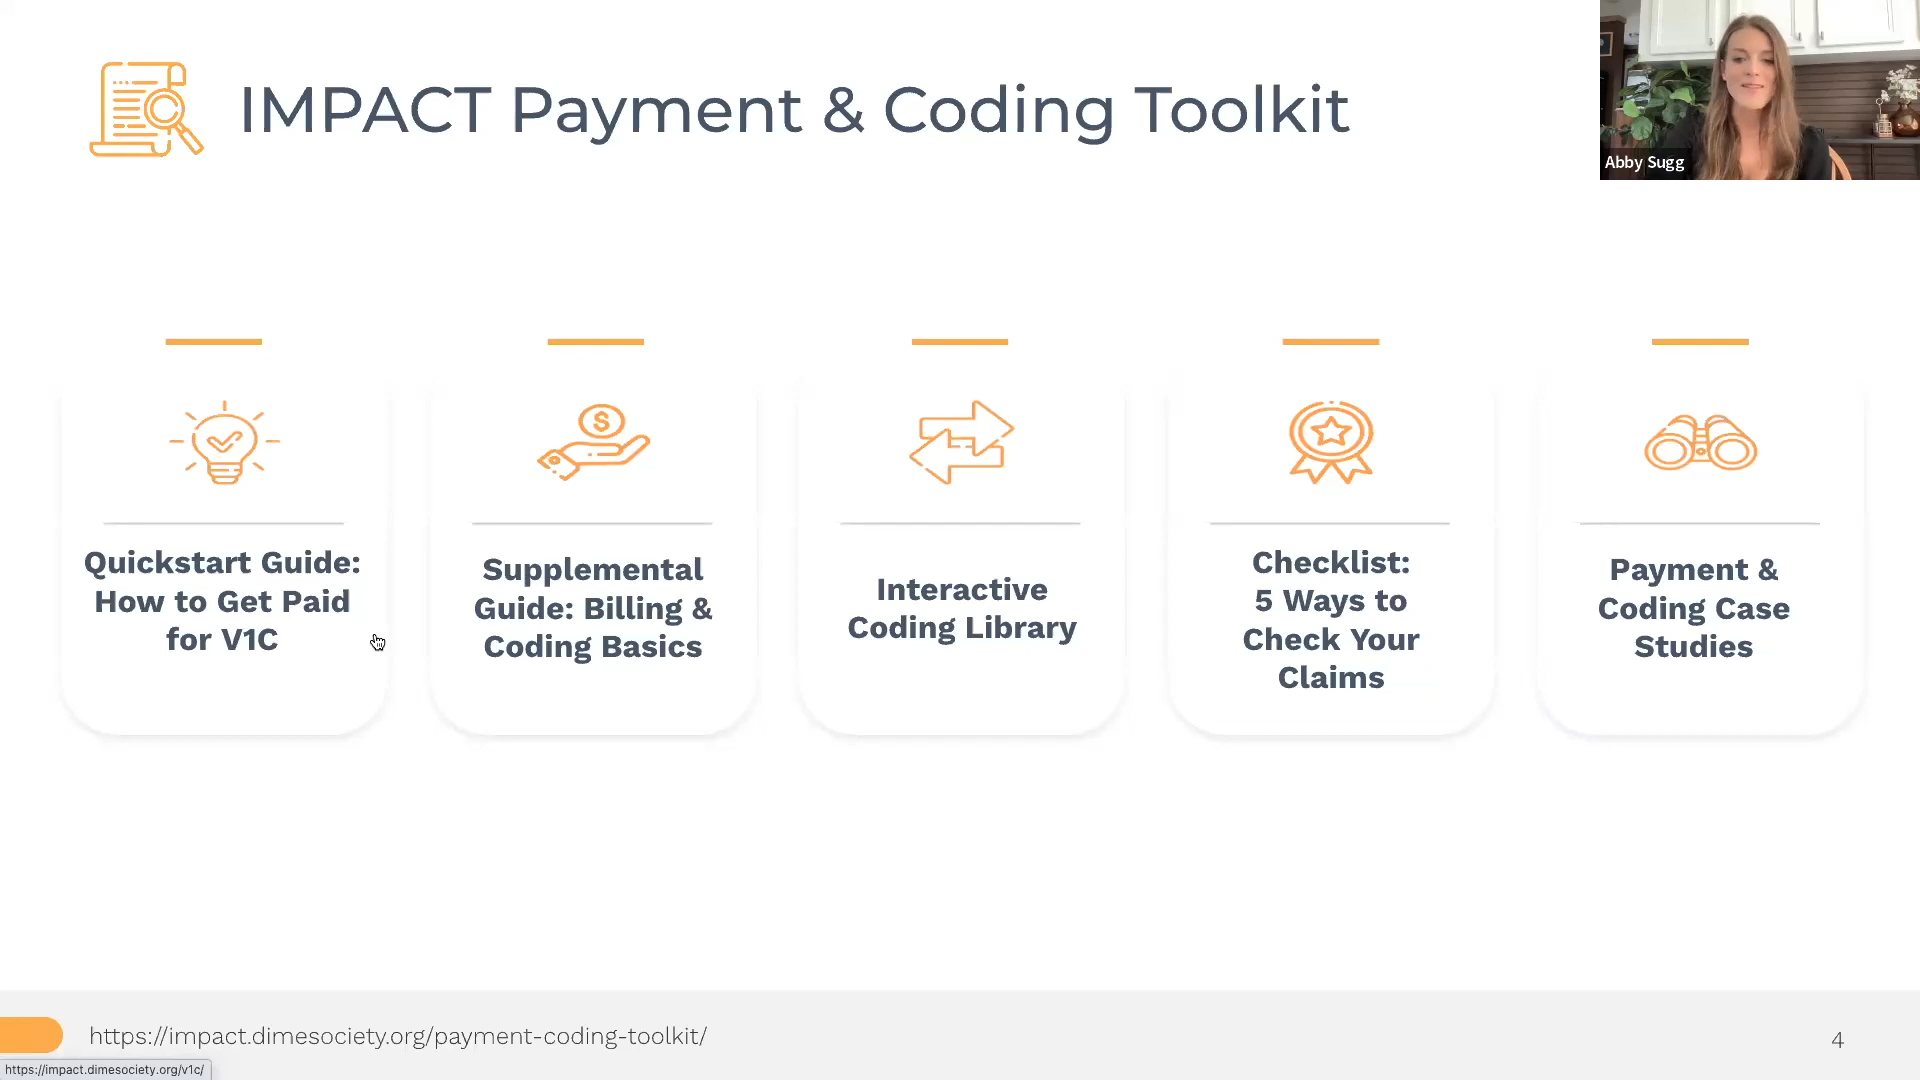 IMPACT Payment & Coding Toolkit
Abby Sugg
Quickstart Guide:
How to Get Paid
for V1C
Supplemental
Guide: Billing &
Coding Basics
Interactive
Coding Library
Checklist:
5 Ways to
Check Your
Claims
Payment &
Coding Case
Studies
https://impact.dimesociety.org/payment-coding-toolkit/
4
https://impact.dimesociety.org/v1c/